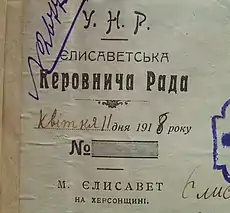 У. Н. Р.
ЄЛИСАВЕТСЬКА
Керовнича Рада
Квітня 11 дня 1918 року
№
М. ЄЛИСАВЕТ
НА ХЕРСОНЩИНІ.